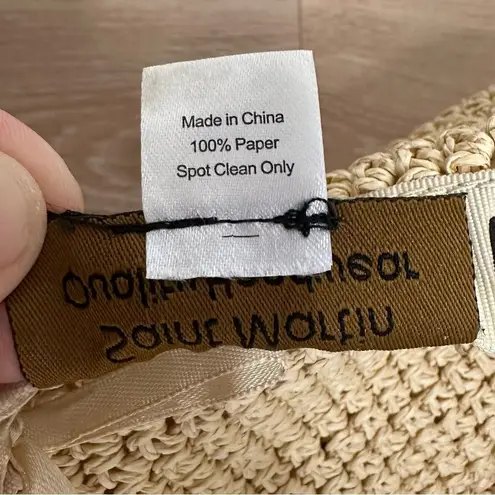 Made in China
100% Paper
Spot Clean Only
Saint Martin
Quality Headwear